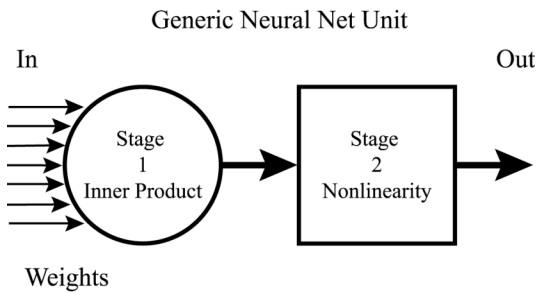 Generic Neural Net Unit
In
Out
Stage
1
Inner Product
Stage
2
Nonlinearity
Weights